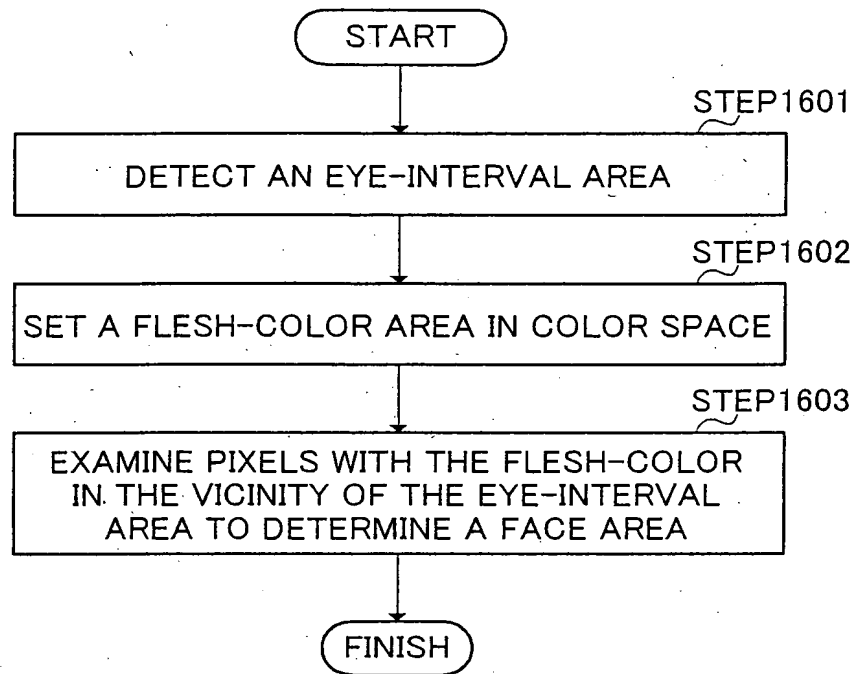 START
STEP1601
DETECT AN EYE-INTERVAL AREA
STEP1602
SET A FLESH-COLOR AREA IN COLOR SPACE
STEP1603
EXAMINE PIXELS WITH THE FLESH-COLOR
IN THE VICINITY OF THE EYE-INTERVAL
AREA TO DETERMINE A FACE AREA
FINISH